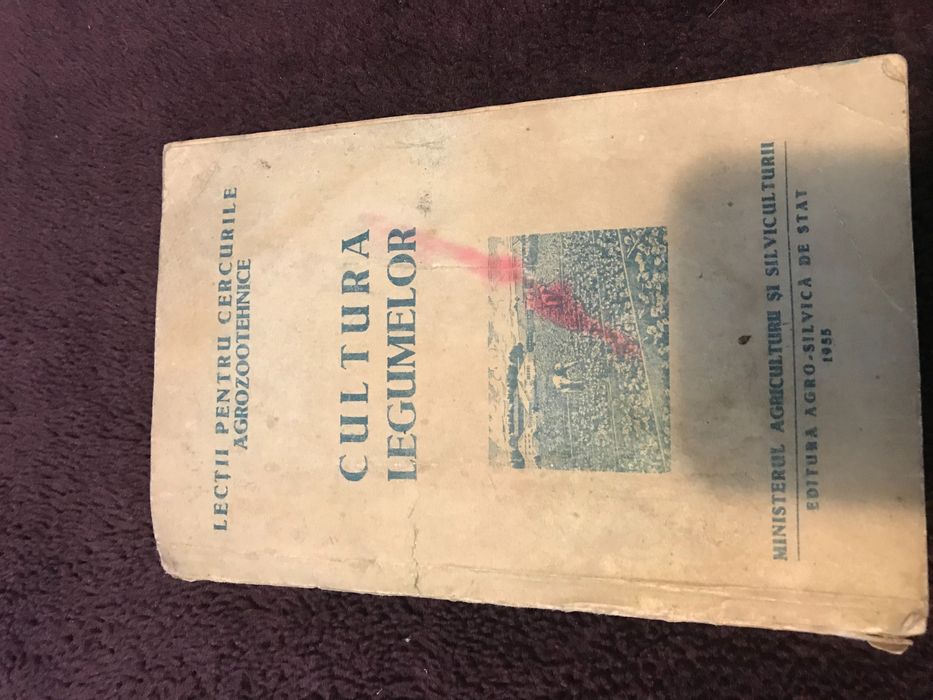 LECȚII PENTRU CERCURILE
AGROZOOTEHNICE
CULTURA
LEGUMELOR
MINISTERUL AGRICULTURII ȘI SILVICULTURII
EDITURA AGRO-SILVICĂ DE STAT
1955